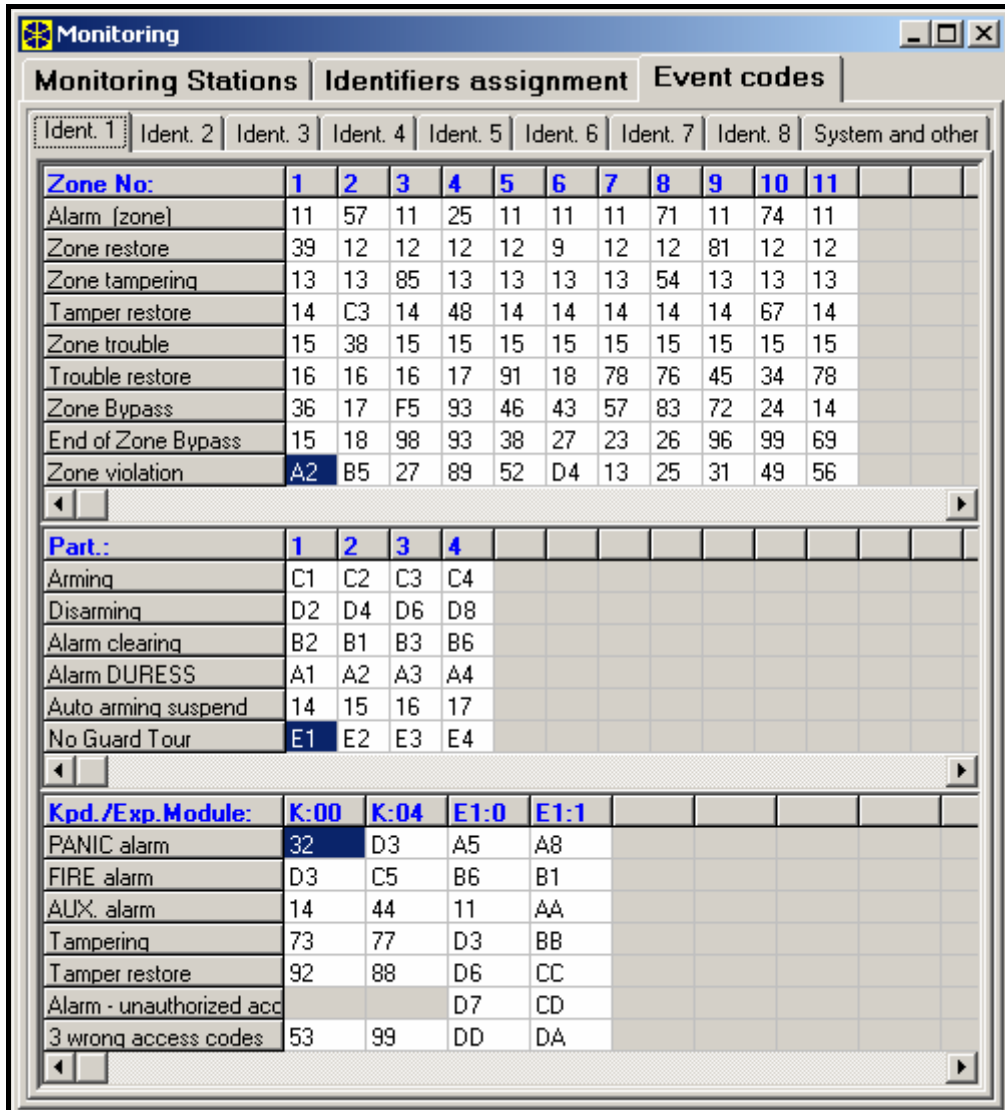 Monitoring
Monitoring Stations Identifiers assignment Event codes
Ident. 1 Ident. 2 Ident. 3 Ident. 4 Ident. 5 Ident. 6 Ident. 7 Ident. 8 System and other
Zone No: 1 2 3 4 5 6 7 8 9 10 11
Alarm (zone) 11 57 11 25 11 11 11 71 11 74 11
Zone restore 39 12 12 12 12 9 12 12 81 12 12
Zone tampering 13 13 85 13 13 13 13 54 13 13 13
Tamper restore 14 C3 14 48 14 14 14 14 14 67 14
Zone trouble 15 38 15 15 15 15 15 15 15 15 15
Trouble restore 16 16 16 17 91 18 78 76 45 34 78
Zone Bypass 36 17 F5 93 46 43 57 83 72 24 14
End of Zone Bypass 15 18 98 93 38 27 23 26 96 99 69
Zone violation A2 B5 27 89 52 D4 13 25 31 49 56
Part.: 1 2 3 4
Arming C1 C2 C3 C4
Disarming D2 D4 D6 D8
Alarm clearing B2 B1 B3 B6
Alarm DURESS A1 A2 A3 A4
Auto arming suspend 14 15 16 17
No Guard Tour E1 E2 E3 E4
Kpd./Exp.Module: K:00 K:04 E1:0 E1:1
PANIC alarm 32 D3 A5 A8
FIRE alarm D3 C5 B6 B1
AUX. alarm 14 44 11 AA
Tampering 73 77 D3 BB
Tamper restore 92 88 D6 CC
Alarm - unauthorized acc D7 CD
3 wrong access codes 53 99 DD DA